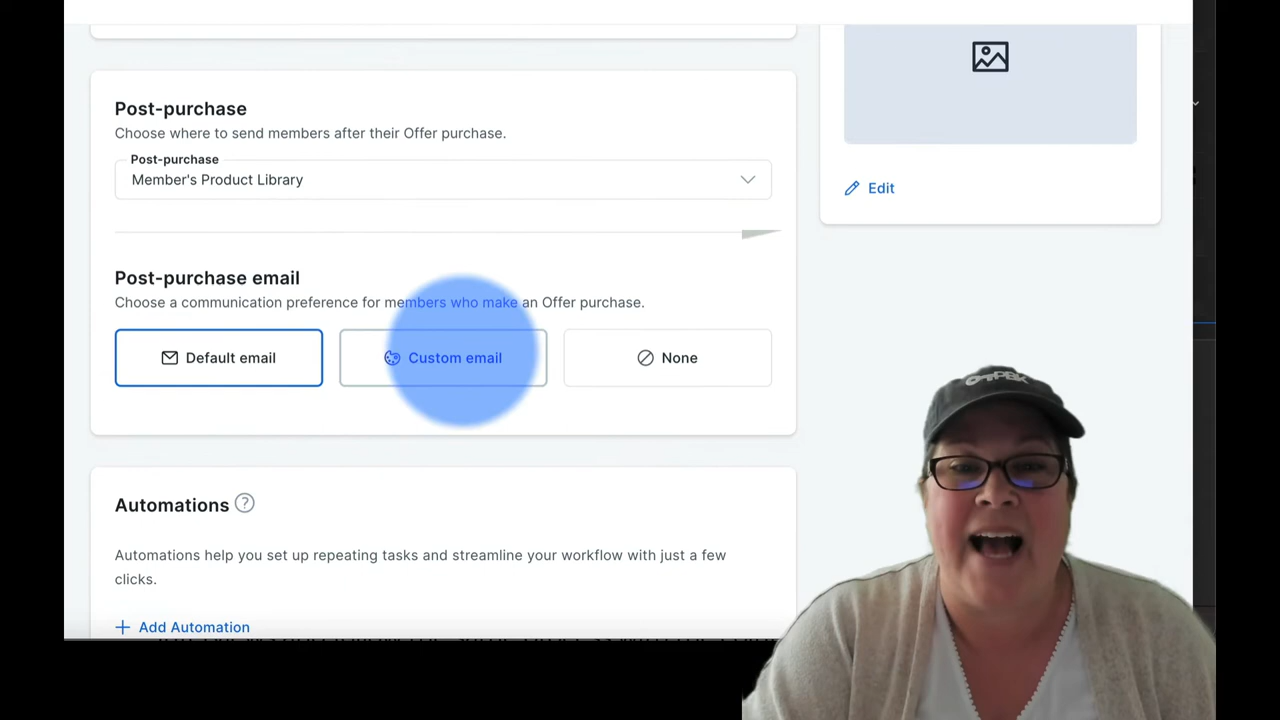 Post-purchase
Choose where to send members after their Offer purchase.
Post-purchase
Member's Product Library
Edit
Post-purchase email
Choose a communication preference for members who make an Offer purchase.
Default email
Custom email
None
Automations ?
Automations help you set up repeating tasks and streamline your workflow with just a few
clicks.
+ Add Automation
PBK